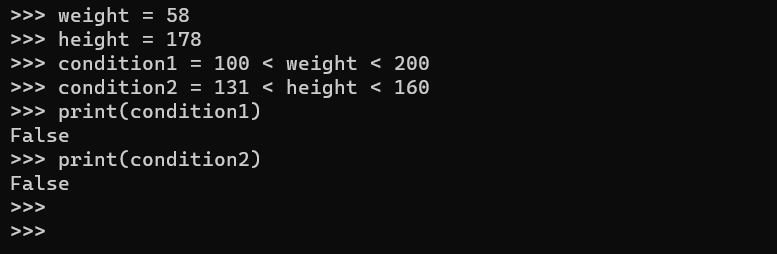 >>> weight = 58
>>> height = 178
>>> condition1 = 100 < weight < 200
>>> condition2 = 131 < height < 160
>>> print(condition1)
False
>>> print(condition2)
False
>>>
>>>